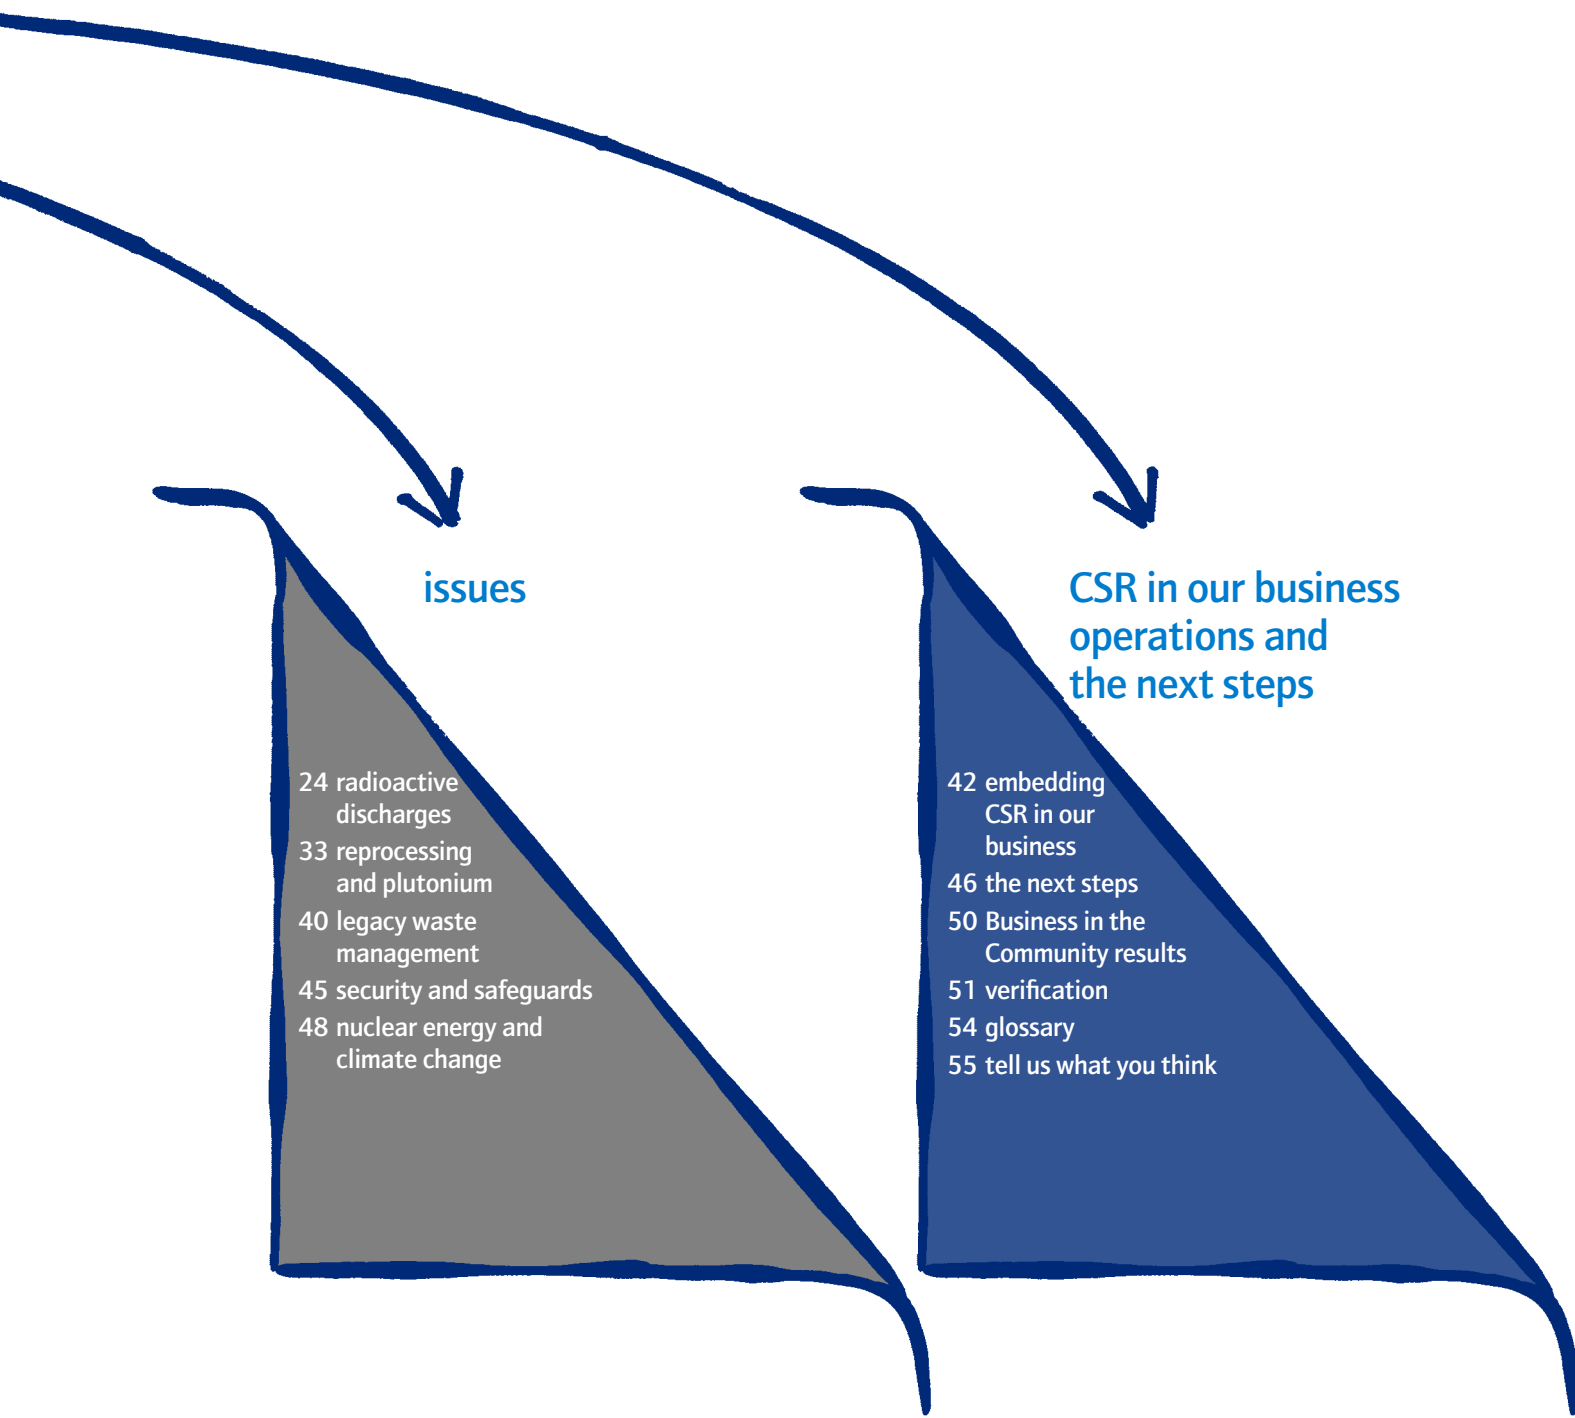 issues
24 radioactive
discharges
33 reprocessing
and plutonium
40 legacy waste
management
45 security and safeguards
48 nuclear energy and
climate change
CSR in our business
operations and
the next steps
42 embedding
CSR in our
business
46 the next steps
50 Business in the
Community results
51 verification
54 glossary
55 tell us what you think